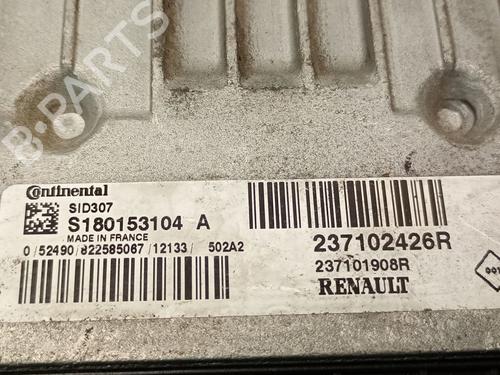 B-PARTS
Continental
SID307
S180153104 A
MADE IN FRANCE
0/52490/822585067/12133/ 502A2
237102426R
237101908R
RENAULT